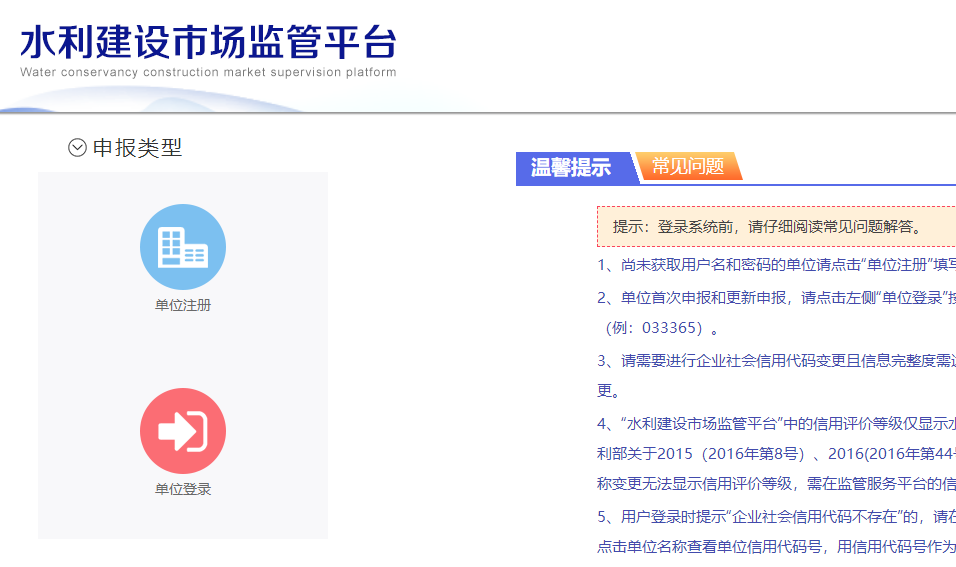 水利建设市场监管平台
Water conservancy construction market supervision platform
申报类型
单位注册
单位登录
温馨提示
常见问题
提示：登录系统前，请仔细阅读常见问题解答。
1、尚未获取用户名和密码的单位请点击“单位注册”填写
2、单位首次申报和更新申报，请点击左侧“单位登录”按
（例：033365）。
3、请需要进行企业社会信用代码变更且信息完整度需达
更。
4、“水利建设市场监管平台”中的信用评价等级仅显示水
利部关于2015（2016年第8号）、2016(2016年第44号
称变更无法显示信用评价等级，需在监管服务平台的信
5、用户登录时提示“企业社会信用代码不存在”的，请在
点击单位名称查看单位信用代码号，用信用代码号作为